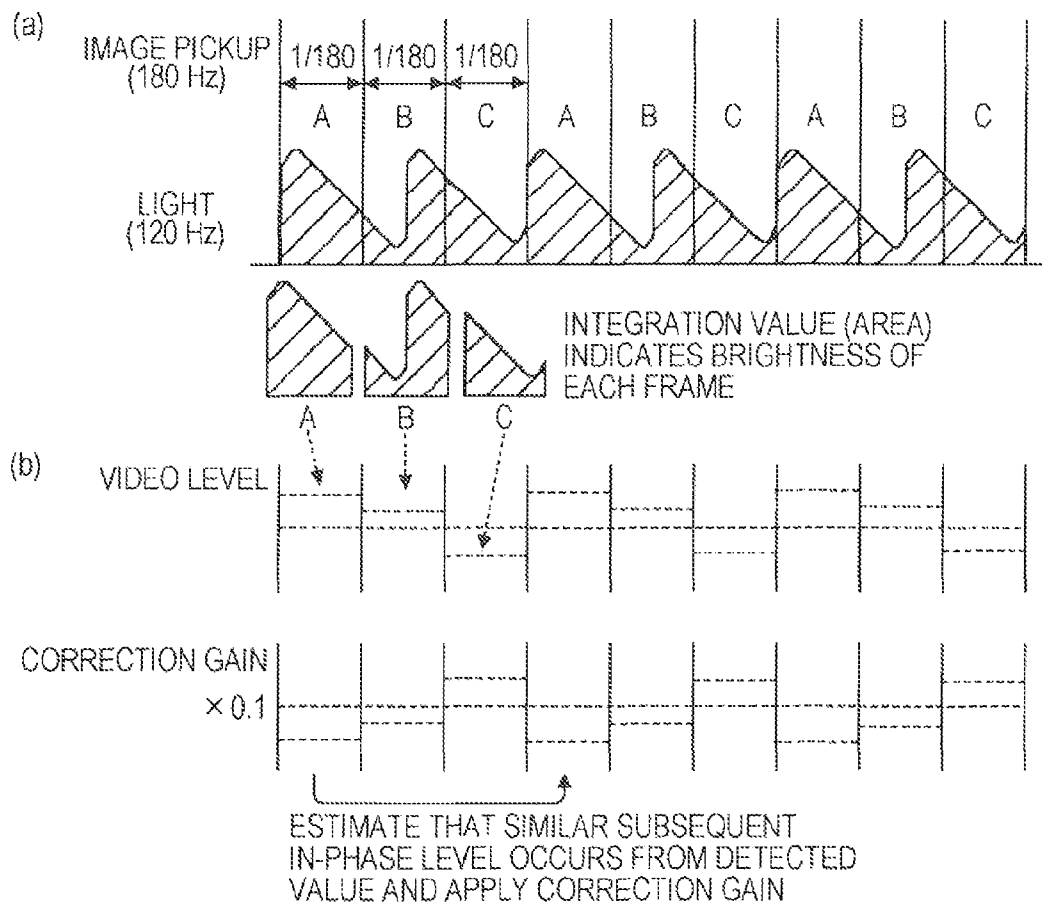 (a)
IMAGE PICKUP
(180 Hz)
1/180 1/180 1/180
A B C A B C A B C
LIGHT
(120 Hz)
INTEGRATION VALUE (AREA)
INDICATES BRIGHTNESS OF
EACH FRAME
A B C
(b)
VIDEO LEVEL
CORRECTION GAIN
× 0.1
ESTIMATE THAT SIMILAR SUBSEQUENT
IN-PHASE LEVEL OCCURS FROM DETECTED
VALUE AND APPLY CORRECTION GAIN